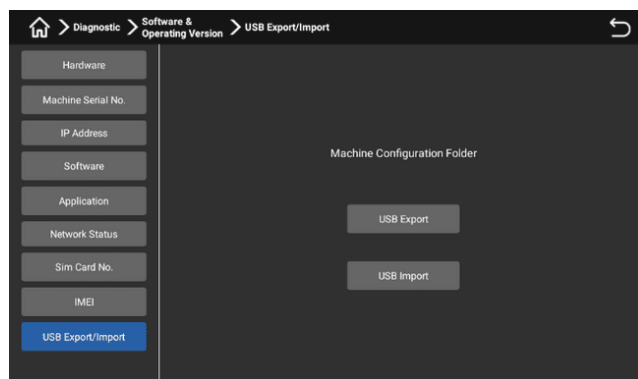 Diagnostic
Software &
Operating Version
USB Export/Import
Hardware
Machine Serial No.
IP Address
Software
Application
Network Status
Sim Card No.
IMEI
USB Export/Import
Machine Configuration Folder
USB Export
USB Import